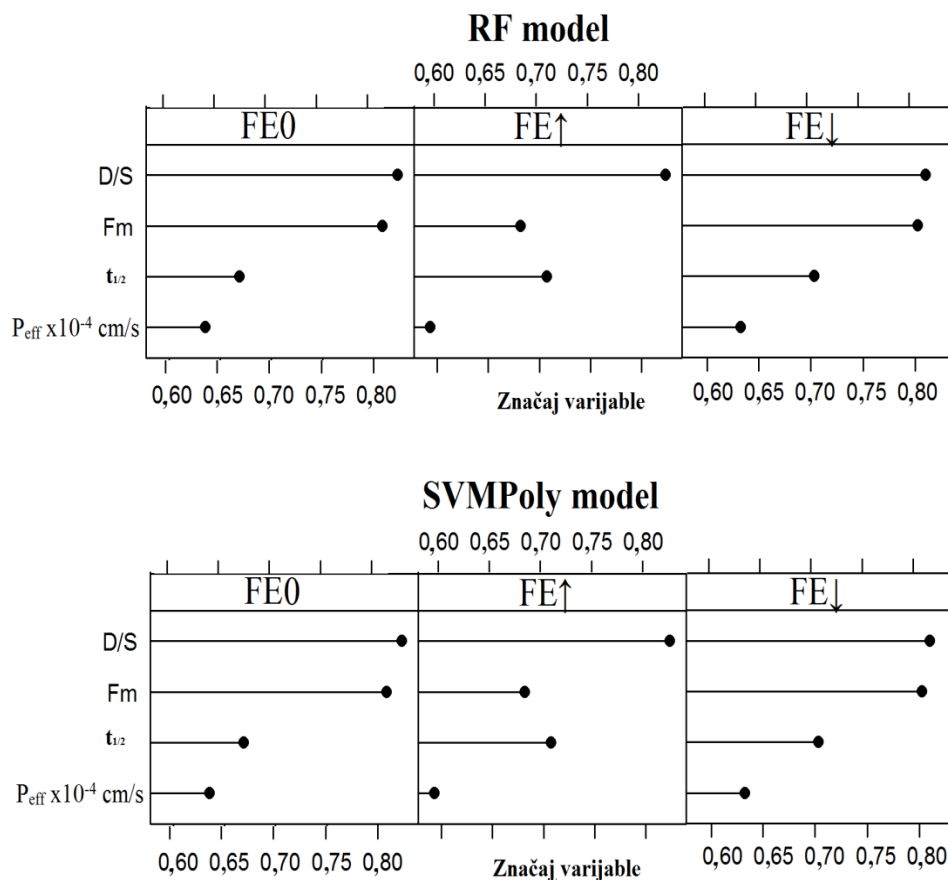 RF model
0,60 0,65 0,70 0,75 0,80
FE0 FE↑ FE↓
D/S
Fm
t1/2
Peff x10-4 cm/s
0,60 0,65 0,70 0,75 0,80 Značaj varijable 0,60 0,65 0,70 0,75 0,80
SVMPoly model
0,60 0,65 0,70 0,75 0,80
FE0 FE↑ FE↓
D/S
Fm
t1/2
Peff x10-4 cm/s
0,60 0,65 0,70 0,75 0,80 Značaj varijable 0,60 0,65 0,70 0,75 0,80